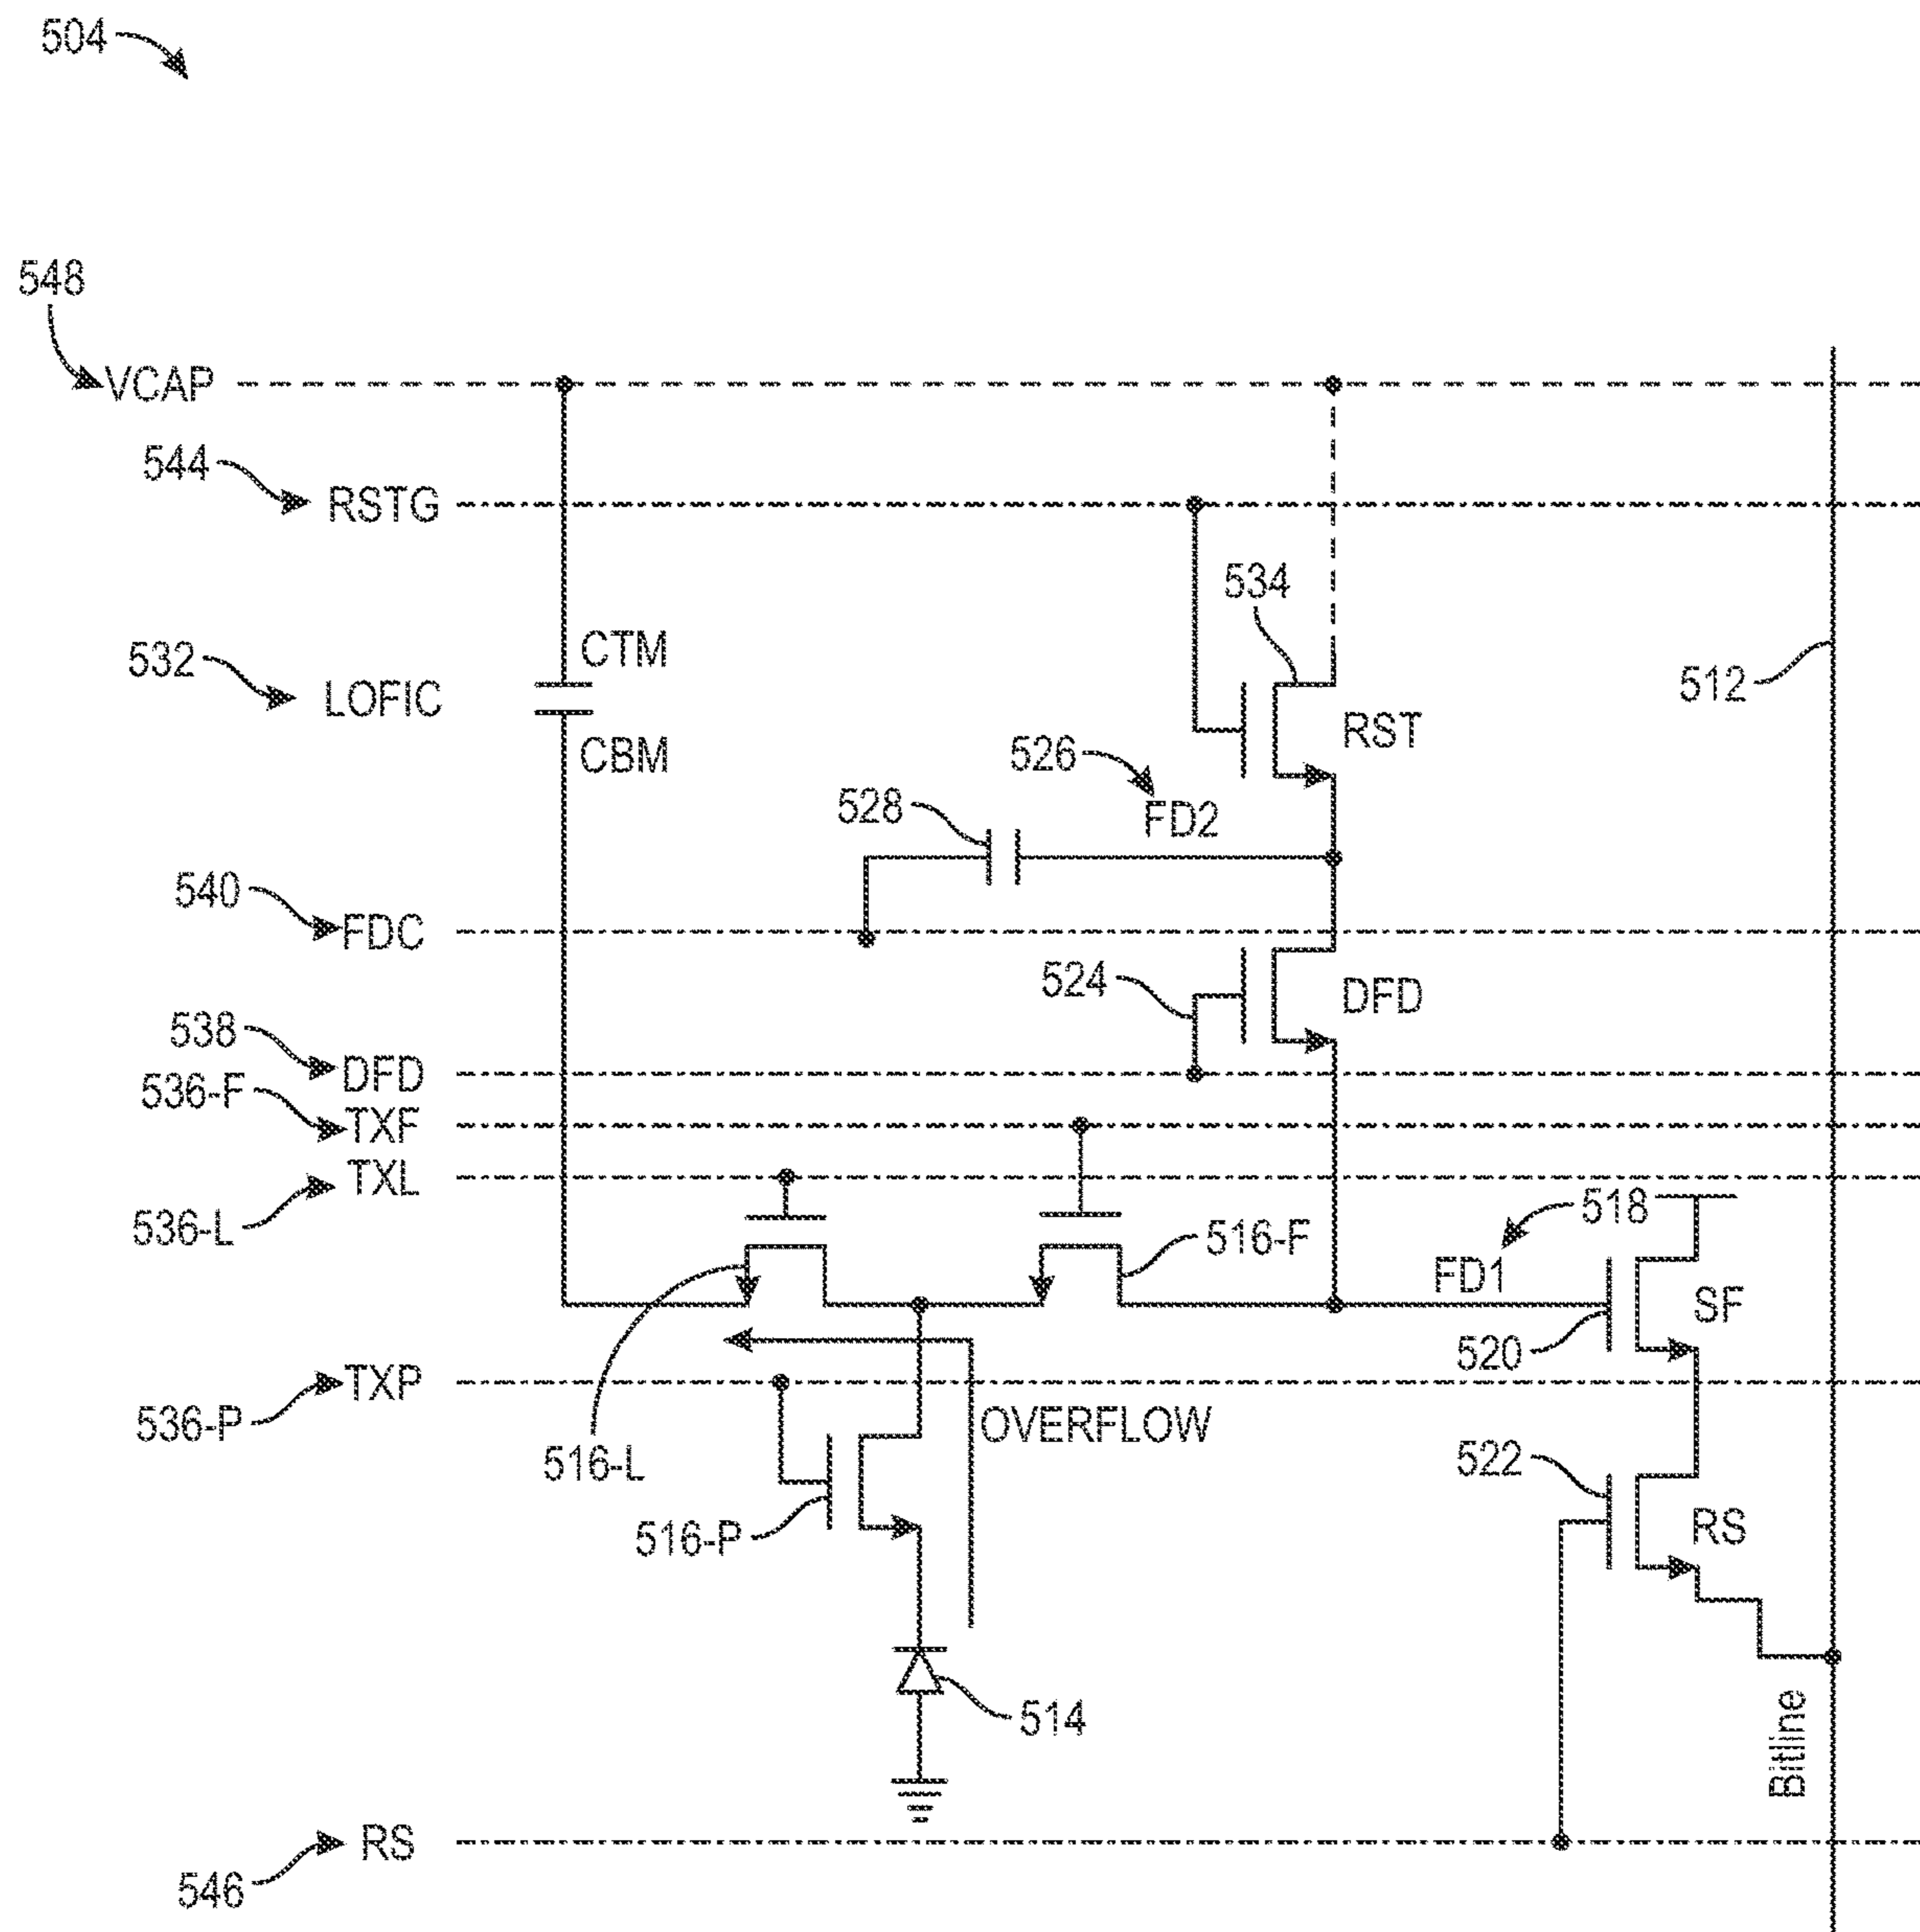 504
548
VCAP
544
RSTG
534
532
CTM
LOFIC
512
CBM
526
RST
528
FD2
540
FDC
524
DFD
538
DFD
536-F
TXF
TXL
518
536-L
516-F
FD1
SF
520
TXP
536-P
OVERFLOW
516-L
522
516-P
RS
514
Bitline
RS
546